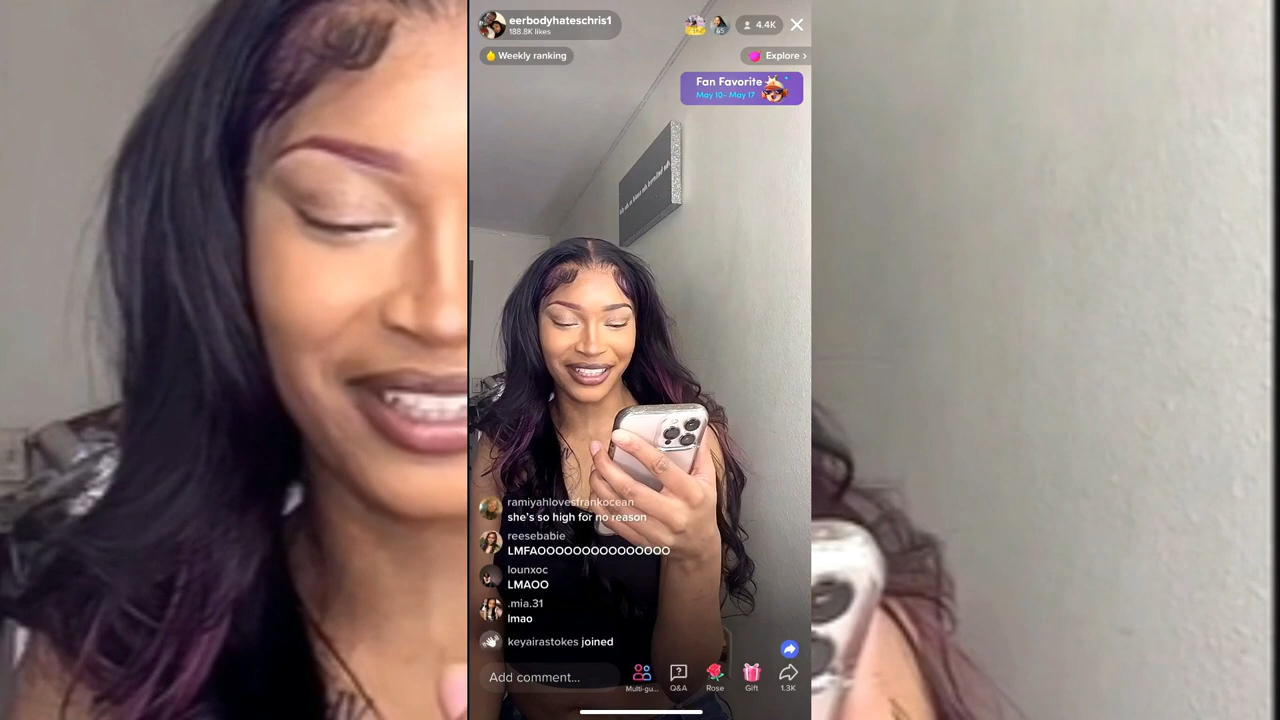 eerbodyhateschris1
188.8K likes
4.4K
Weekly ranking
Explore ›
Fan Favorite
May 10- May 17
ramiyahlovesfrankocean
she's so high for no reason
reesebabie
LMFAOOOOOOOOOOOOOOO
lounxoc
LMAOO
.mia.31
lmao
keyairastokes joined
Add comment...
Multi-gu...
Q&A
Rose
Gift
1.3K